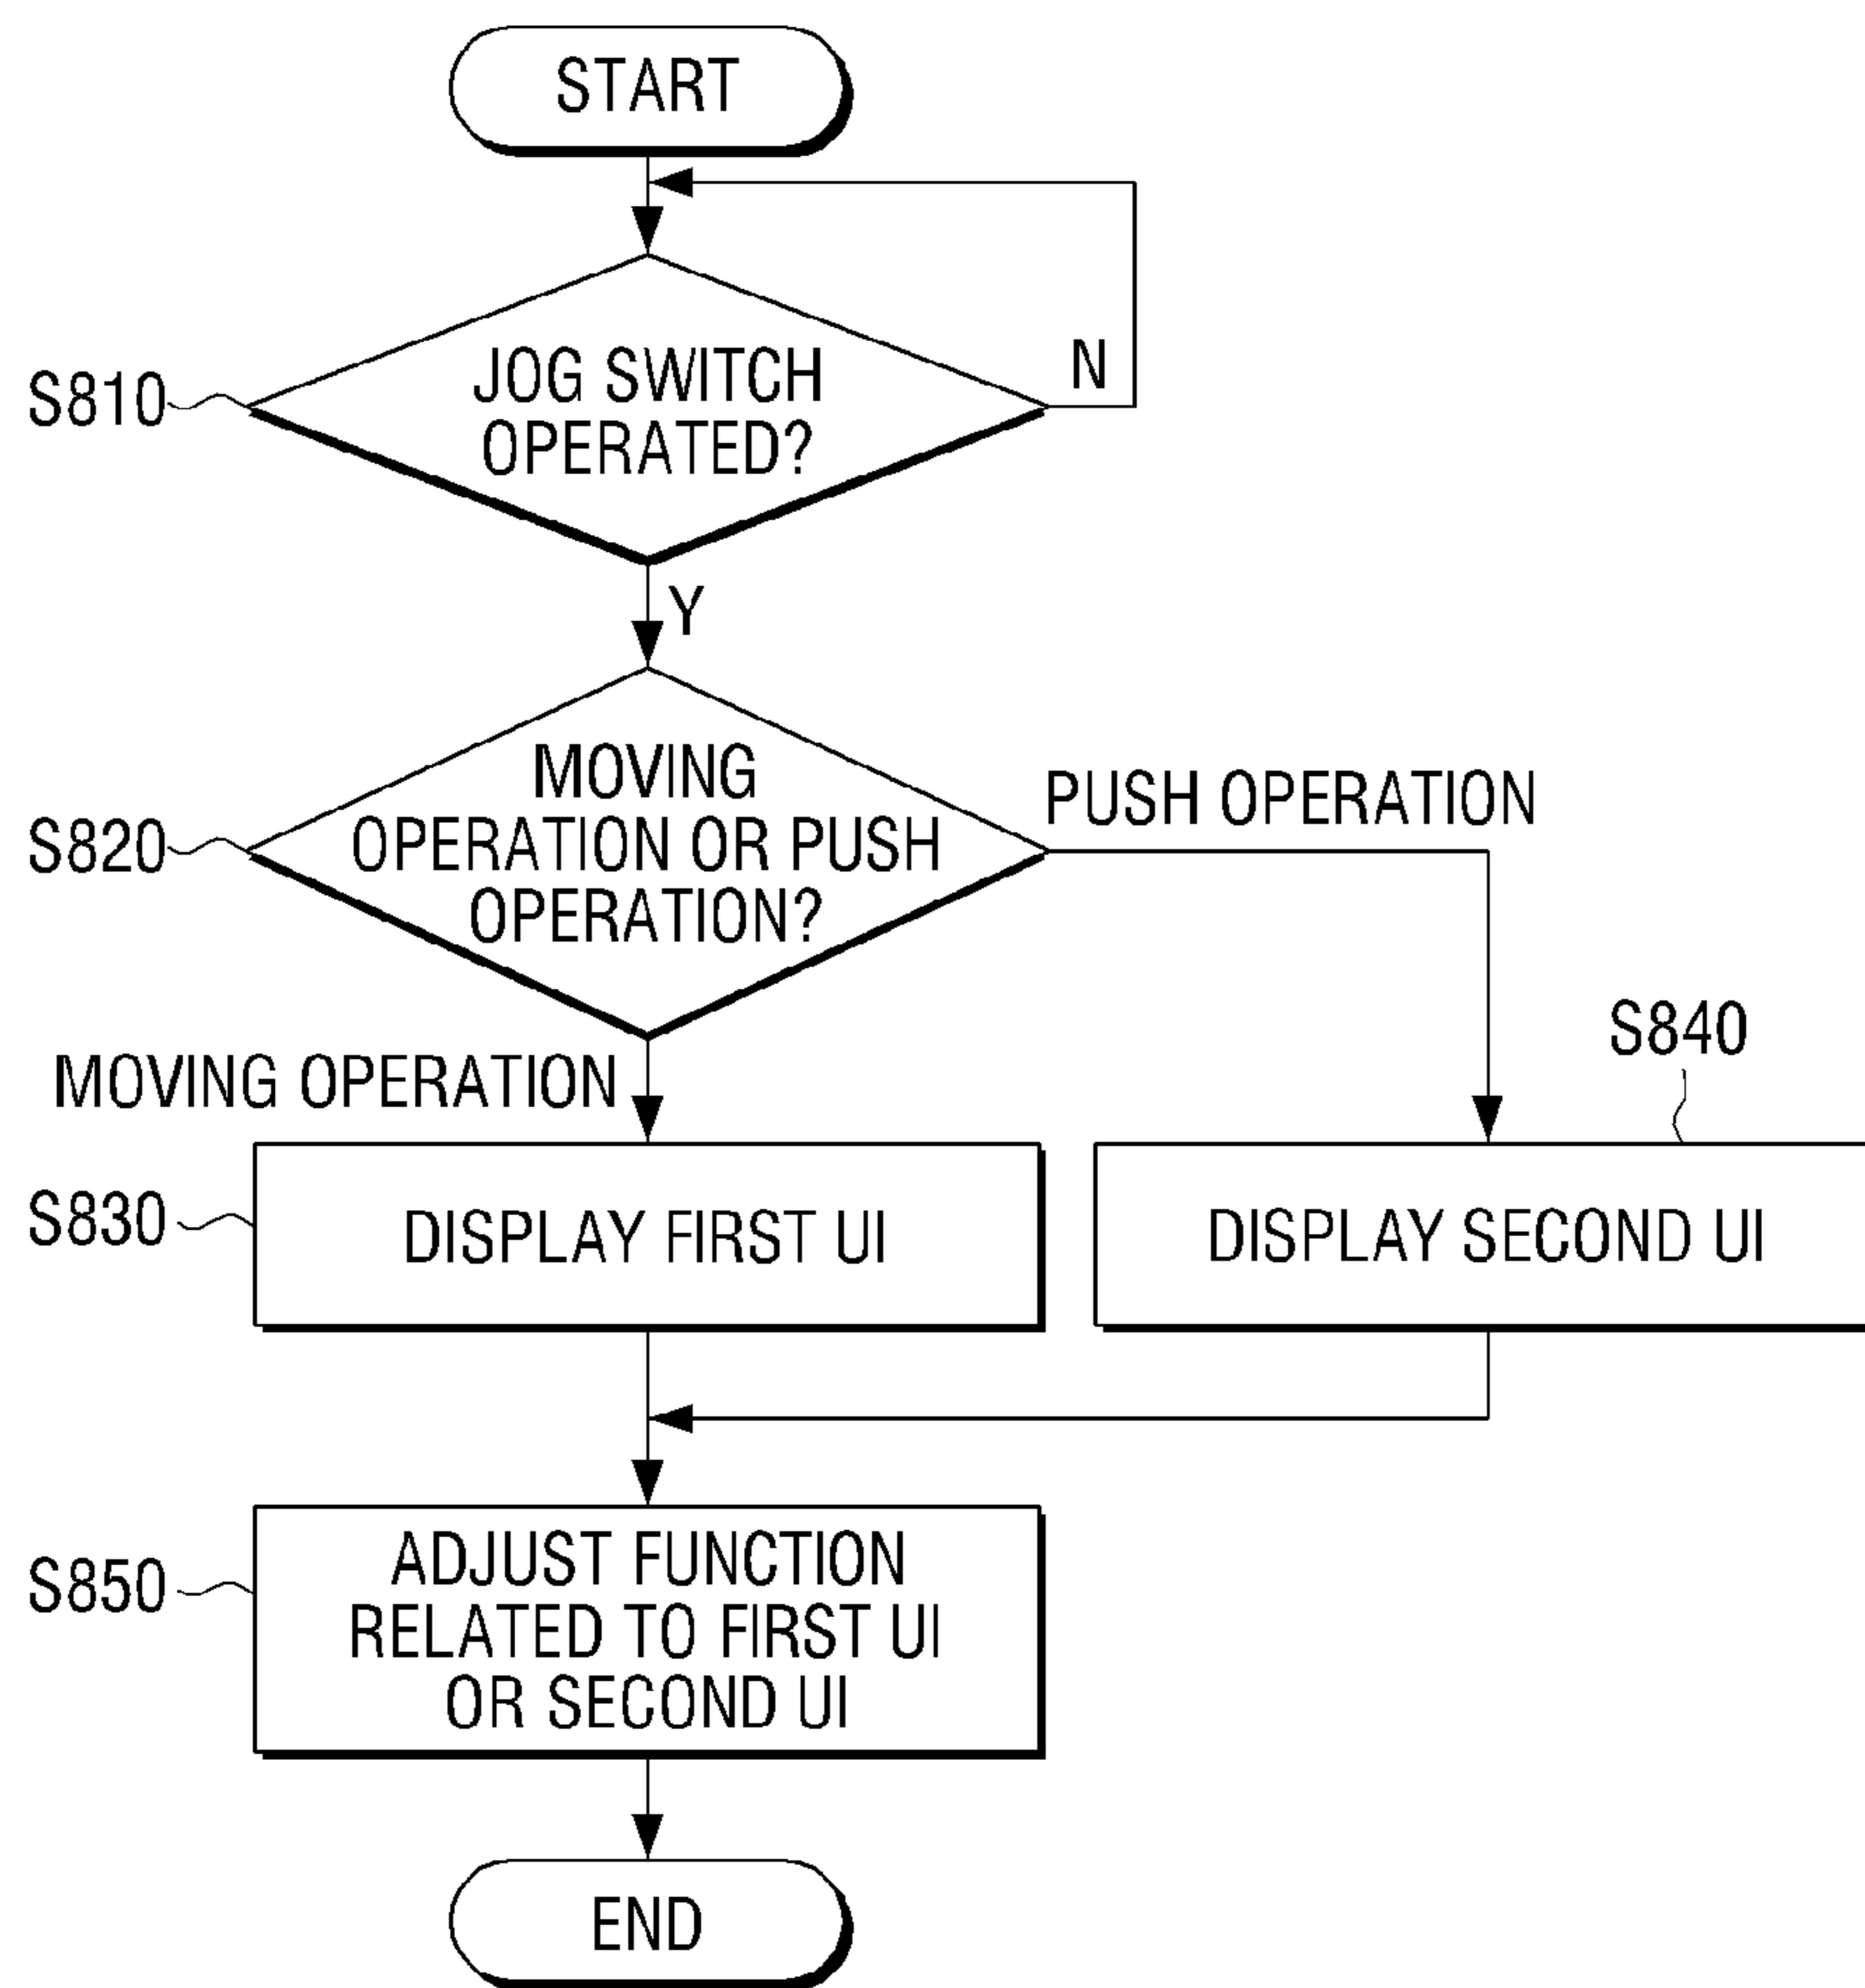 START
S810
JOG SWITCH
OPERATED?
N
Y
S820
MOVING
OPERATION OR PUSH
OPERATION?
PUSH OPERATION
MOVING OPERATION
S840
S830
DISPLAY FIRST UI
DISPLAY SECOND UI
S850
ADJUST FUNCTION
RELATED TO FIRST UI
OR SECOND UI
END